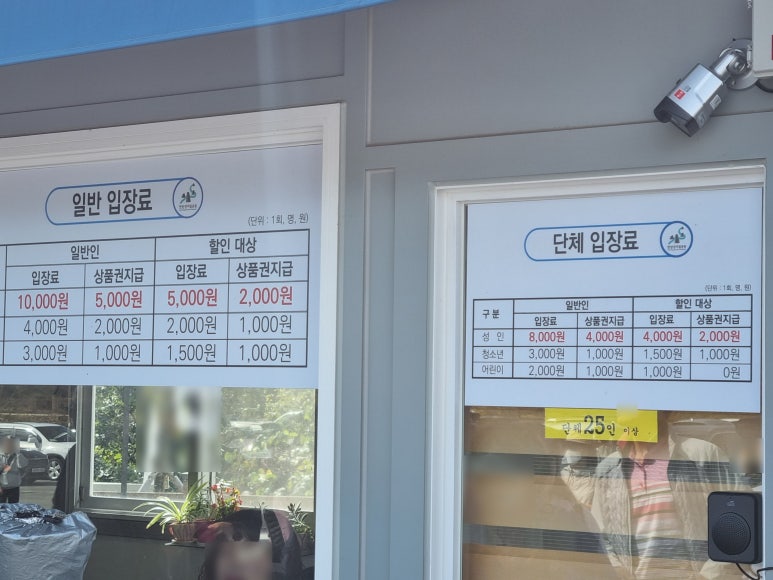 일반 입장료
(단위 : 1회, 명, 원)
일반인 할인 대상
입장료 상품권지급 입장료 상품권지급
10,000원 5,000원 5,000원 2,000원
4,000원 2,000원 2,000원 1,000원
3,000원 1,000원 1,500원 1,000원
단체 입장료
(단위 : 1회, 명, 원)
구 분 일반인 할인 대상
입장료 상품권지급 입장료 상품권지급
성 인 8,000원 4,000원 4,000원 2,000원
청소년 3,000원 1,000원 1,500원 1,000원
어린이 2,000원 1,000원 1,000원 0원
단체 25인 이상